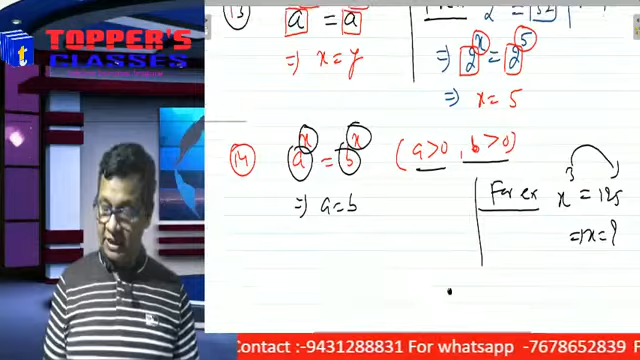 TOPPER'S
CLASSES
t
13 a = a
⇒ x = y
2 = 32
⇒ 2^x = 2^5
⇒ x = 5
14 a^x = b^x (a>0, b>0)
⇒ a = b
For ex x^3 = 125
⇒ x = ?
Contact :-9431288831 For whatsapp -7678652839 F